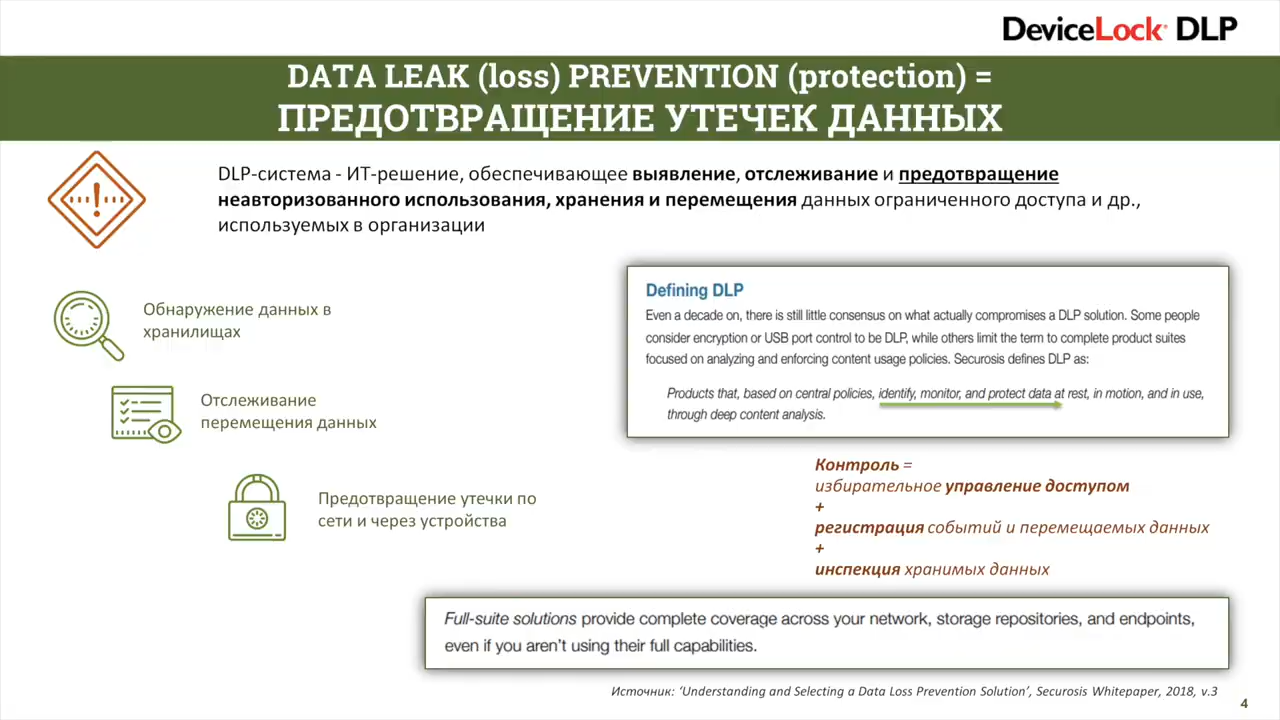 DeviceLock® DLP
DATA LEAK (loss) PREVENTION (protection) =
ПРЕДОТВРАЩЕНИЕ УТЕЧЕК ДАННЫХ
DLP-система - ИТ-решение, обеспечивающее выявление, отслеживание и предотвращение
неавторизованного использования, хранения и перемещения данных ограниченного доступа и др.,
используемых в организации
Обнаружение данных в
хранилищах
Отслеживание
перемещения данных
Предотвращение утечки по
сети и через устройства
Defining DLP
Even a decade on, there is still little consensus on what actually compromises a DLP solution. Some people
consider encryption or USB port control to be DLP, while others limit the term to complete product suites
focused on analyzing and enforcing content usage policies. Securosis defines DLP as:
Products that, based on central policies, identify, monitor, and protect data at rest, in motion, and in use,
through deep content analysis.
Контроль =
избирательное управление доступом
+
регистрация событий и перемещаемых данных
+
инспекция хранимых данных
Full-suite solutions provide complete coverage across your network, storage repositories, and endpoints,
even if you aren't using their full capabilities.
Источник: ‘Understanding and Selecting a Data Loss Prevention Solution’, Securosis Whitepaper, 2018, v.3
4